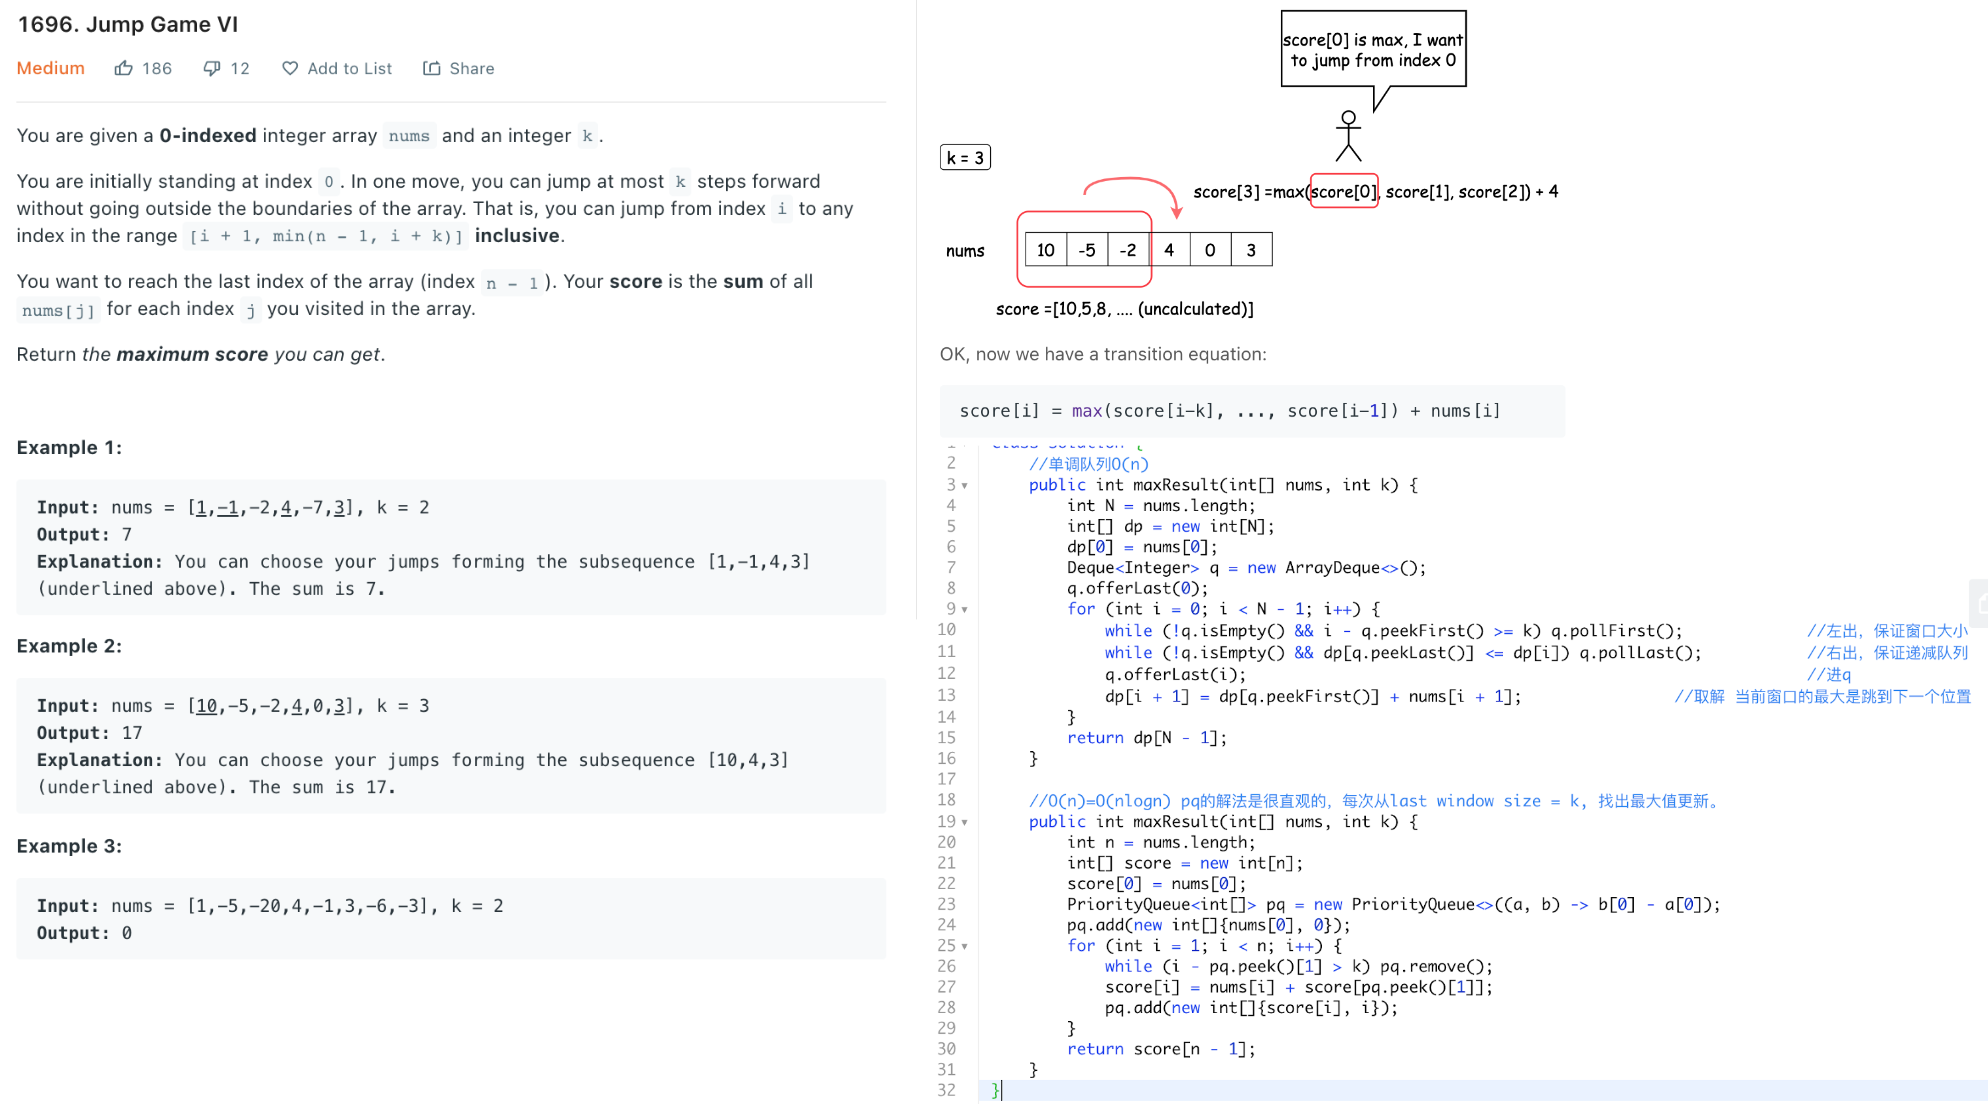 1696. Jump Game VI
Medium 186 12 Add to List Share
You are given a 0-indexed integer array nums and an integer k.
You are initially standing at index 0. In one move, you can jump at most k steps forward
without going outside the boundaries of the array. That is, you can jump from index i to any
index in the range [i + 1, min(n - 1, i + k)] inclusive.
You want to reach the last index of the array (index n - 1). Your score is the sum of all
nums[j] for each index j you visited in the array.
Return the maximum score you can get.
Example 1:
Input: nums = [1,-1,-2,4,-7,3], k = 2
Output: 7
Explanation: You can choose your jumps forming the subsequence [1,-1,4,3]
(underlined above). The sum is 7.
Example 2:
Input: nums = [10,-5,-2,4,0,3], k = 3
Output: 17
Explanation: You can choose your jumps forming the subsequence [10,4,3]
(underlined above). The sum is 17.
Example 3:
Input: nums = [1,-5,-20,4,-1,3,-6,-3], k = 2
Output: 0
score[0] is max, I want
to jump from index 0
k = 3
score[3] =max(score[0], score[1], score[2]) + 4
nums 10 -5 -2 4 0 3
score =[10,5,8, .... (uncalculated)]
OK, now we have a transition equation:
score[i] = max(score[i-k], ..., score[i-1]) + nums[i]
1 class Solution {
2 //单调队列O(n)
3 public int maxResult(int[] nums, int k) {
4 int N = nums.length;
5 int[] dp = new int[N];
6 dp[0] = nums[0];
7 Deque<Integer> q = new ArrayDeque<>();
8 q.offerLast(0);
9 for (int i = 0; i < N - 1; i++) {
10 while (!q.isEmpty() && i - q.peekFirst() >= k) q.pollFirst(); //左出，保证窗口大小
11 while (!q.isEmpty() && dp[q.peekLast()] <= dp[i]) q.pollLast(); //右出，保证递减队列
12 q.offerLast(i); //进q
13 dp[i + 1] = dp[q.peekFirst()] + nums[i + 1]; //取解 当前窗口的最大是跳到下一个位置
14 }
15 return dp[N - 1];
16 }
17
18 //O(n)=O(nlogn) pq的解法是很直观的，每次从last window size = k, 找出最大值更新。
19 public int maxResult(int[] nums, int k) {
20 int n = nums.length;
21 int[] score = new int[n];
22 score[0] = nums[0];
23 PriorityQueue<int[]> pq = new PriorityQueue<>((a, b) -> b[0] - a[0]);
24 pq.add(new int[]{nums[0], 0});
25 for (int i = 1; i < n; i++) {
26 while (i - pq.peek()[1] > k) pq.remove();
27 score[i] = nums[i] + score[pq.peek()[1]];
28 pq.add(new int[]{score[i], i});
29 }
30 return score[n - 1];
31 }
32 }